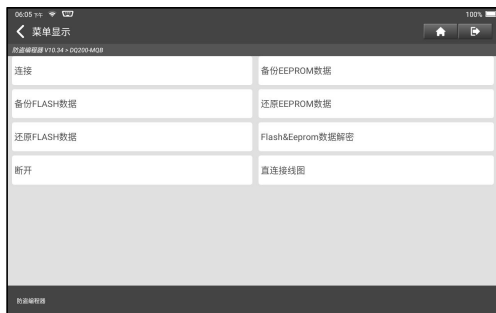 06:05 下午 100%
菜单显示
防盗编程器 V10.34 > DQ200-MQB
连接 备份EEPROM数据
备份FLASH数据 还原EEPROM数据
还原FLASH数据 Flash&Eeprom数据解密
断开 直连接线图
防盗编程器